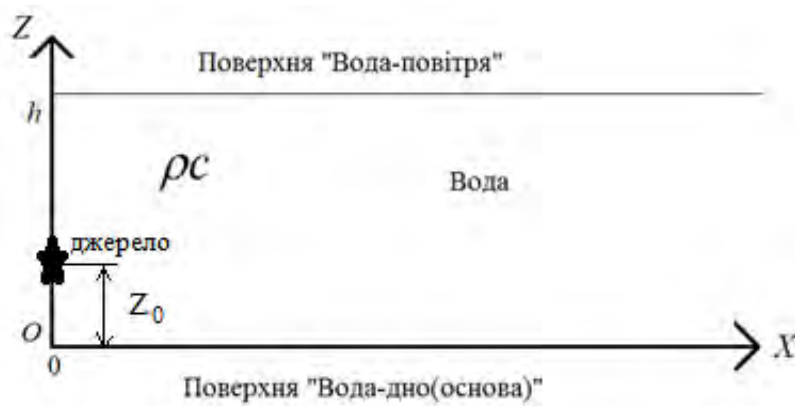 Z
Поверхня "Вода-повітря"
h
ρc
Вода
джерело
Z₀
O
X
0
Поверхня "Вода-дно(основа)"